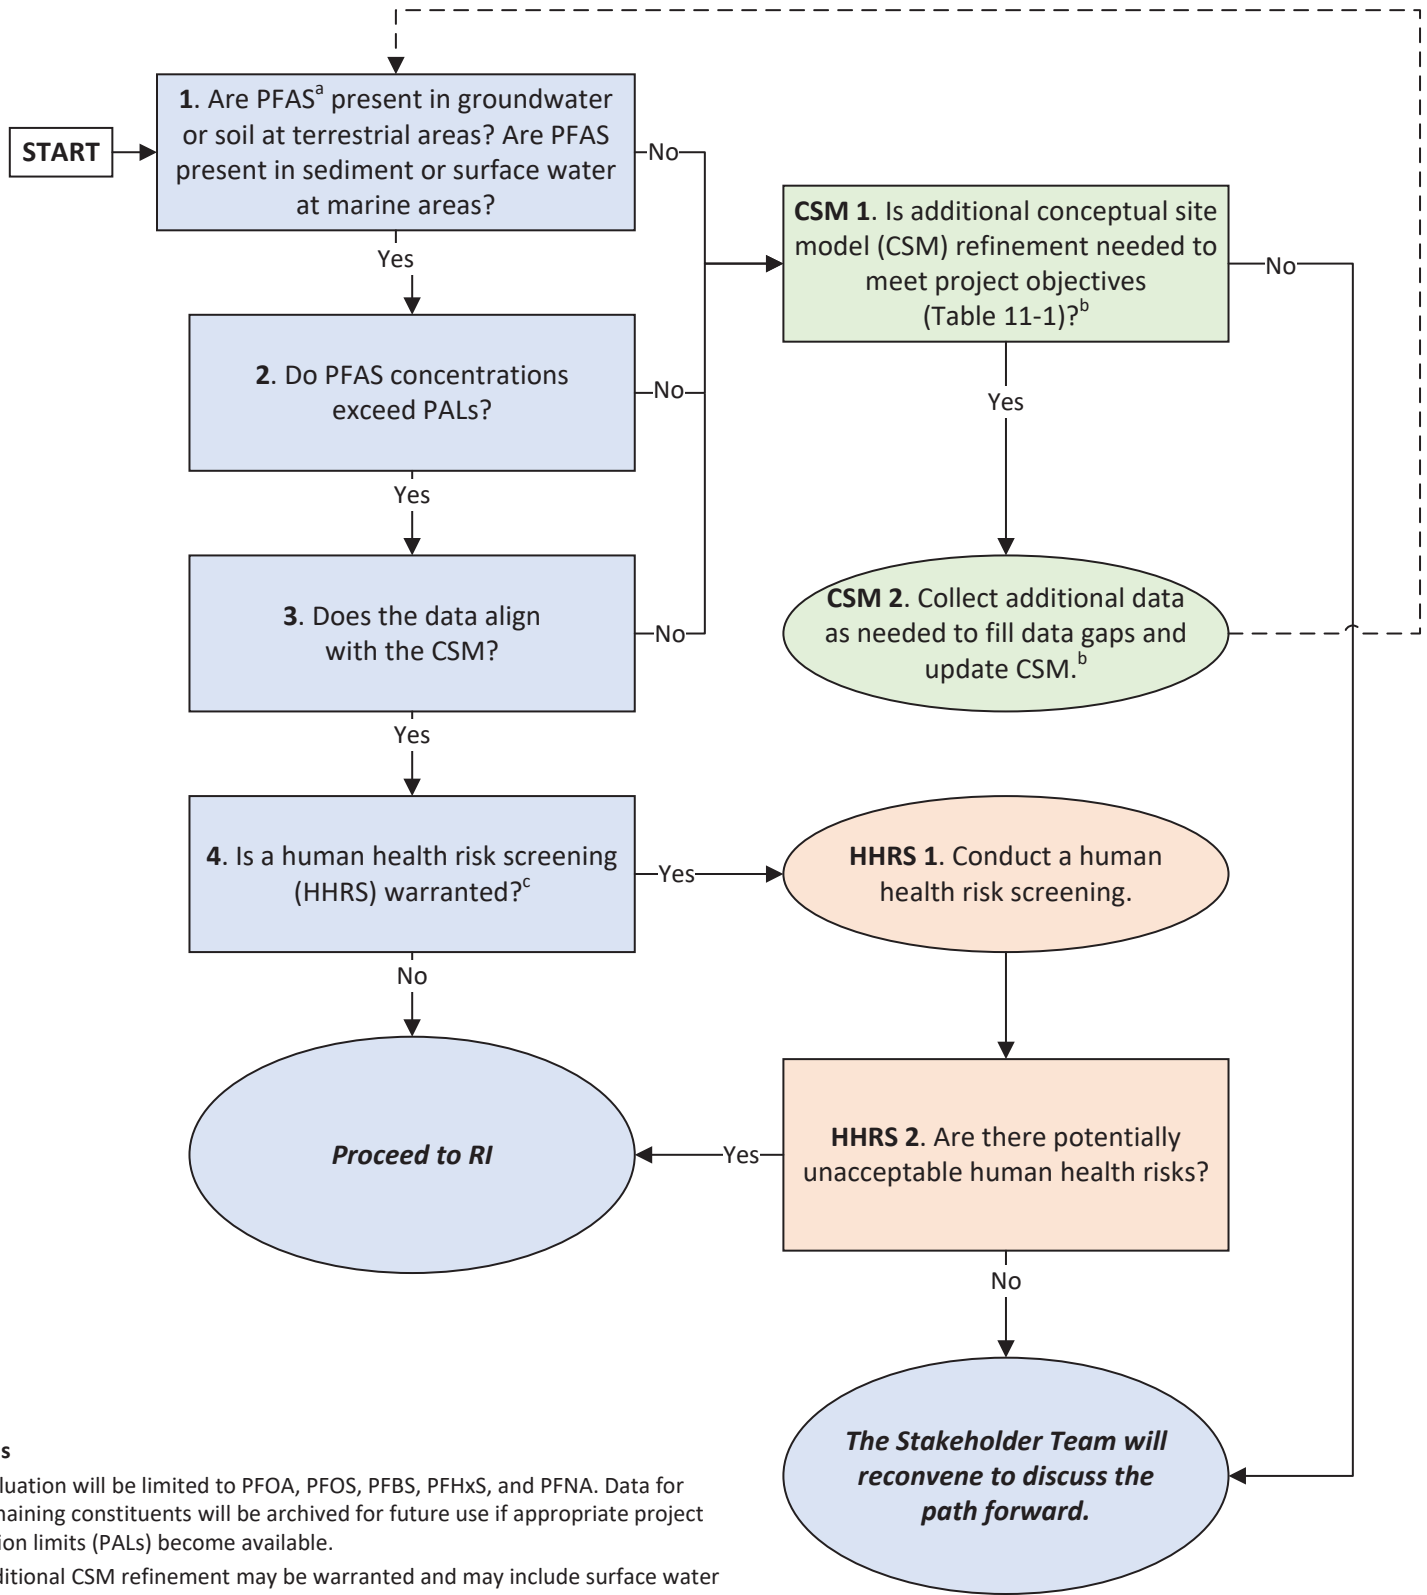 START
1. Are PFASa present in groundwater
or soil at terrestrial areas? Are PFAS
present in sediment or surface water
at marine areas?
No
Yes
CSM 1. Is additional conceptual site
model (CSM) refinement needed to
meet project objectives
(Table 11-1)?b
No
Yes
2. Do PFAS concentrations
exceed PALs?
No
Yes
3. Does the data align
with the CSM?
No
Yes
CSM 2. Collect additional data
as needed to fill data gaps and
update CSM.b
4. Is a human health risk screening
(HHRS) warranted?c
Yes
No
HHRS 1. Conduct a human
health risk screening.
Proceed to RI
Yes
HHRS 2. Are there potentially
unacceptable human health risks?
No
The Stakeholder Team will
reconvene to discuss the
path forward.
s
luation will be limited to PFOA, PFOS, PFBS, PFHxS, and PFNA. Data for
naining constituents will be archived for future use if appropriate project
ion limits (PALs) become available.
ditional CSM refinement may be warranted and may include surface water